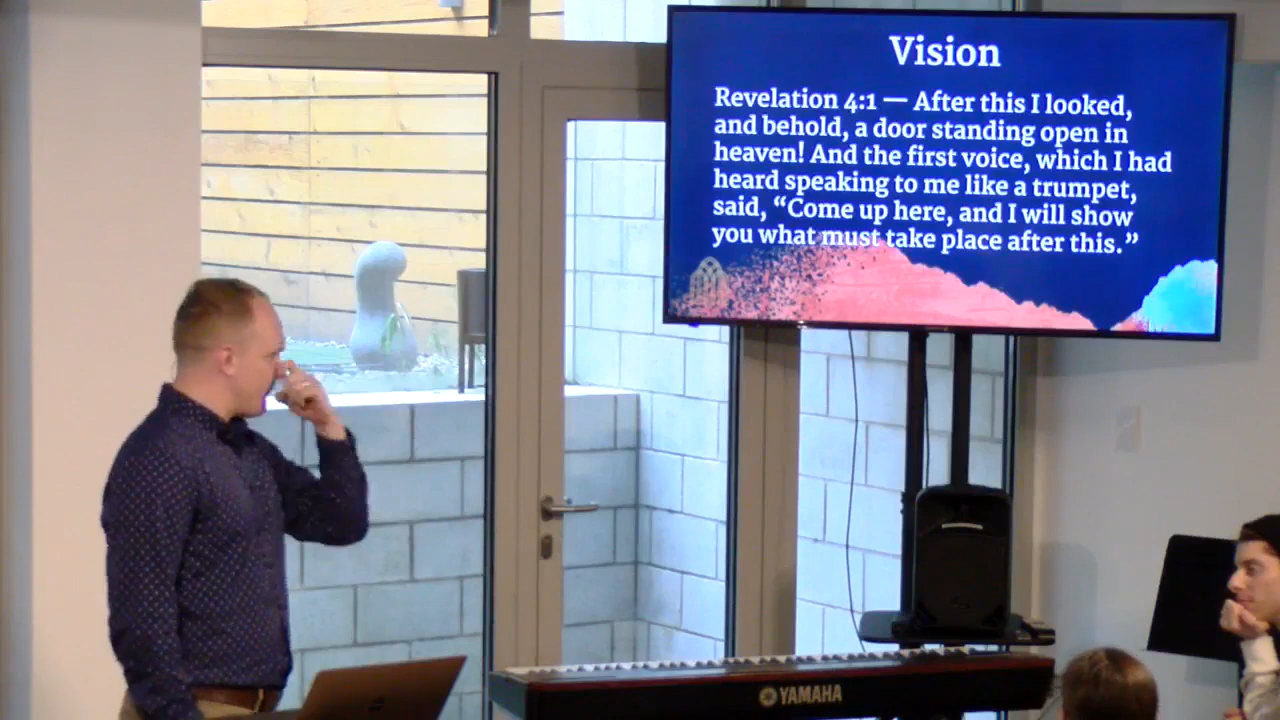 Vision
Revelation 4:1 — After this I looked,
and behold, a door standing open in
heaven! And the first voice, which I had
heard speaking to me like a trumpet,
said, “Come up here, and I will show
you what must take place after this.”
YAMAHA